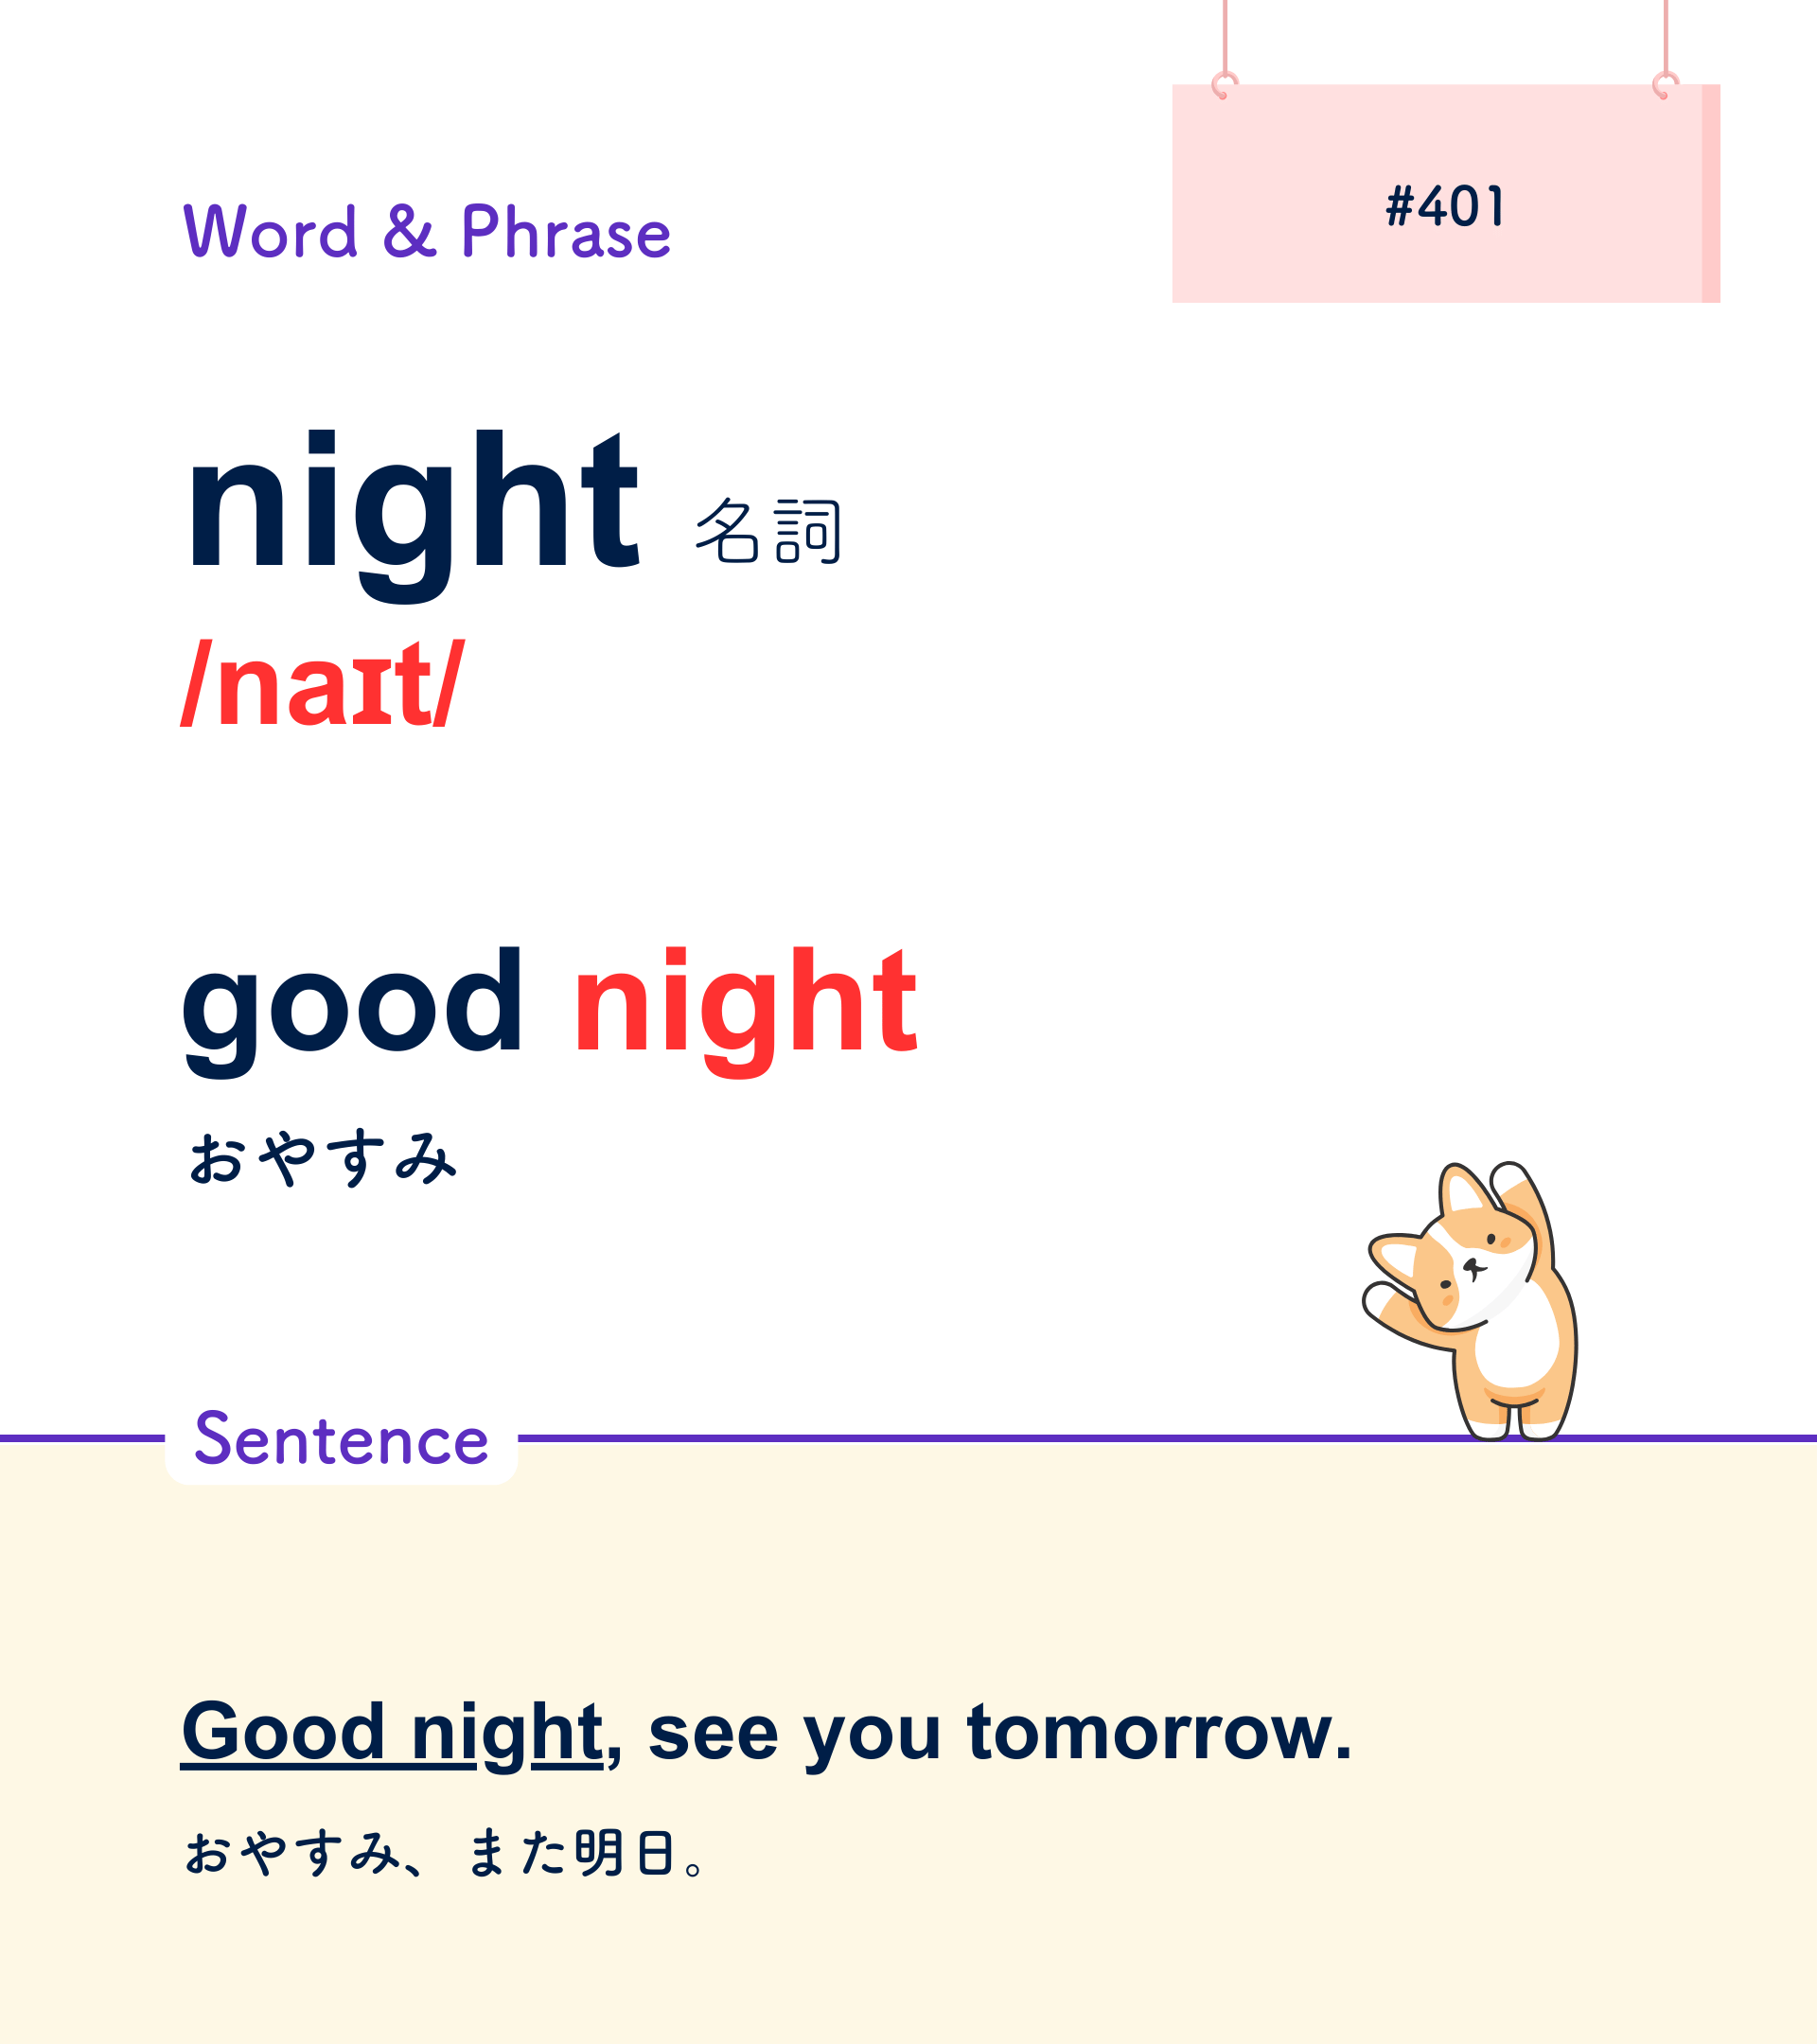 #401
Word & Phrase
night 名詞
/naɪt/
good night
おやすみ
Sentence
Good night, see you tomorrow.
おやすみ、また明日。